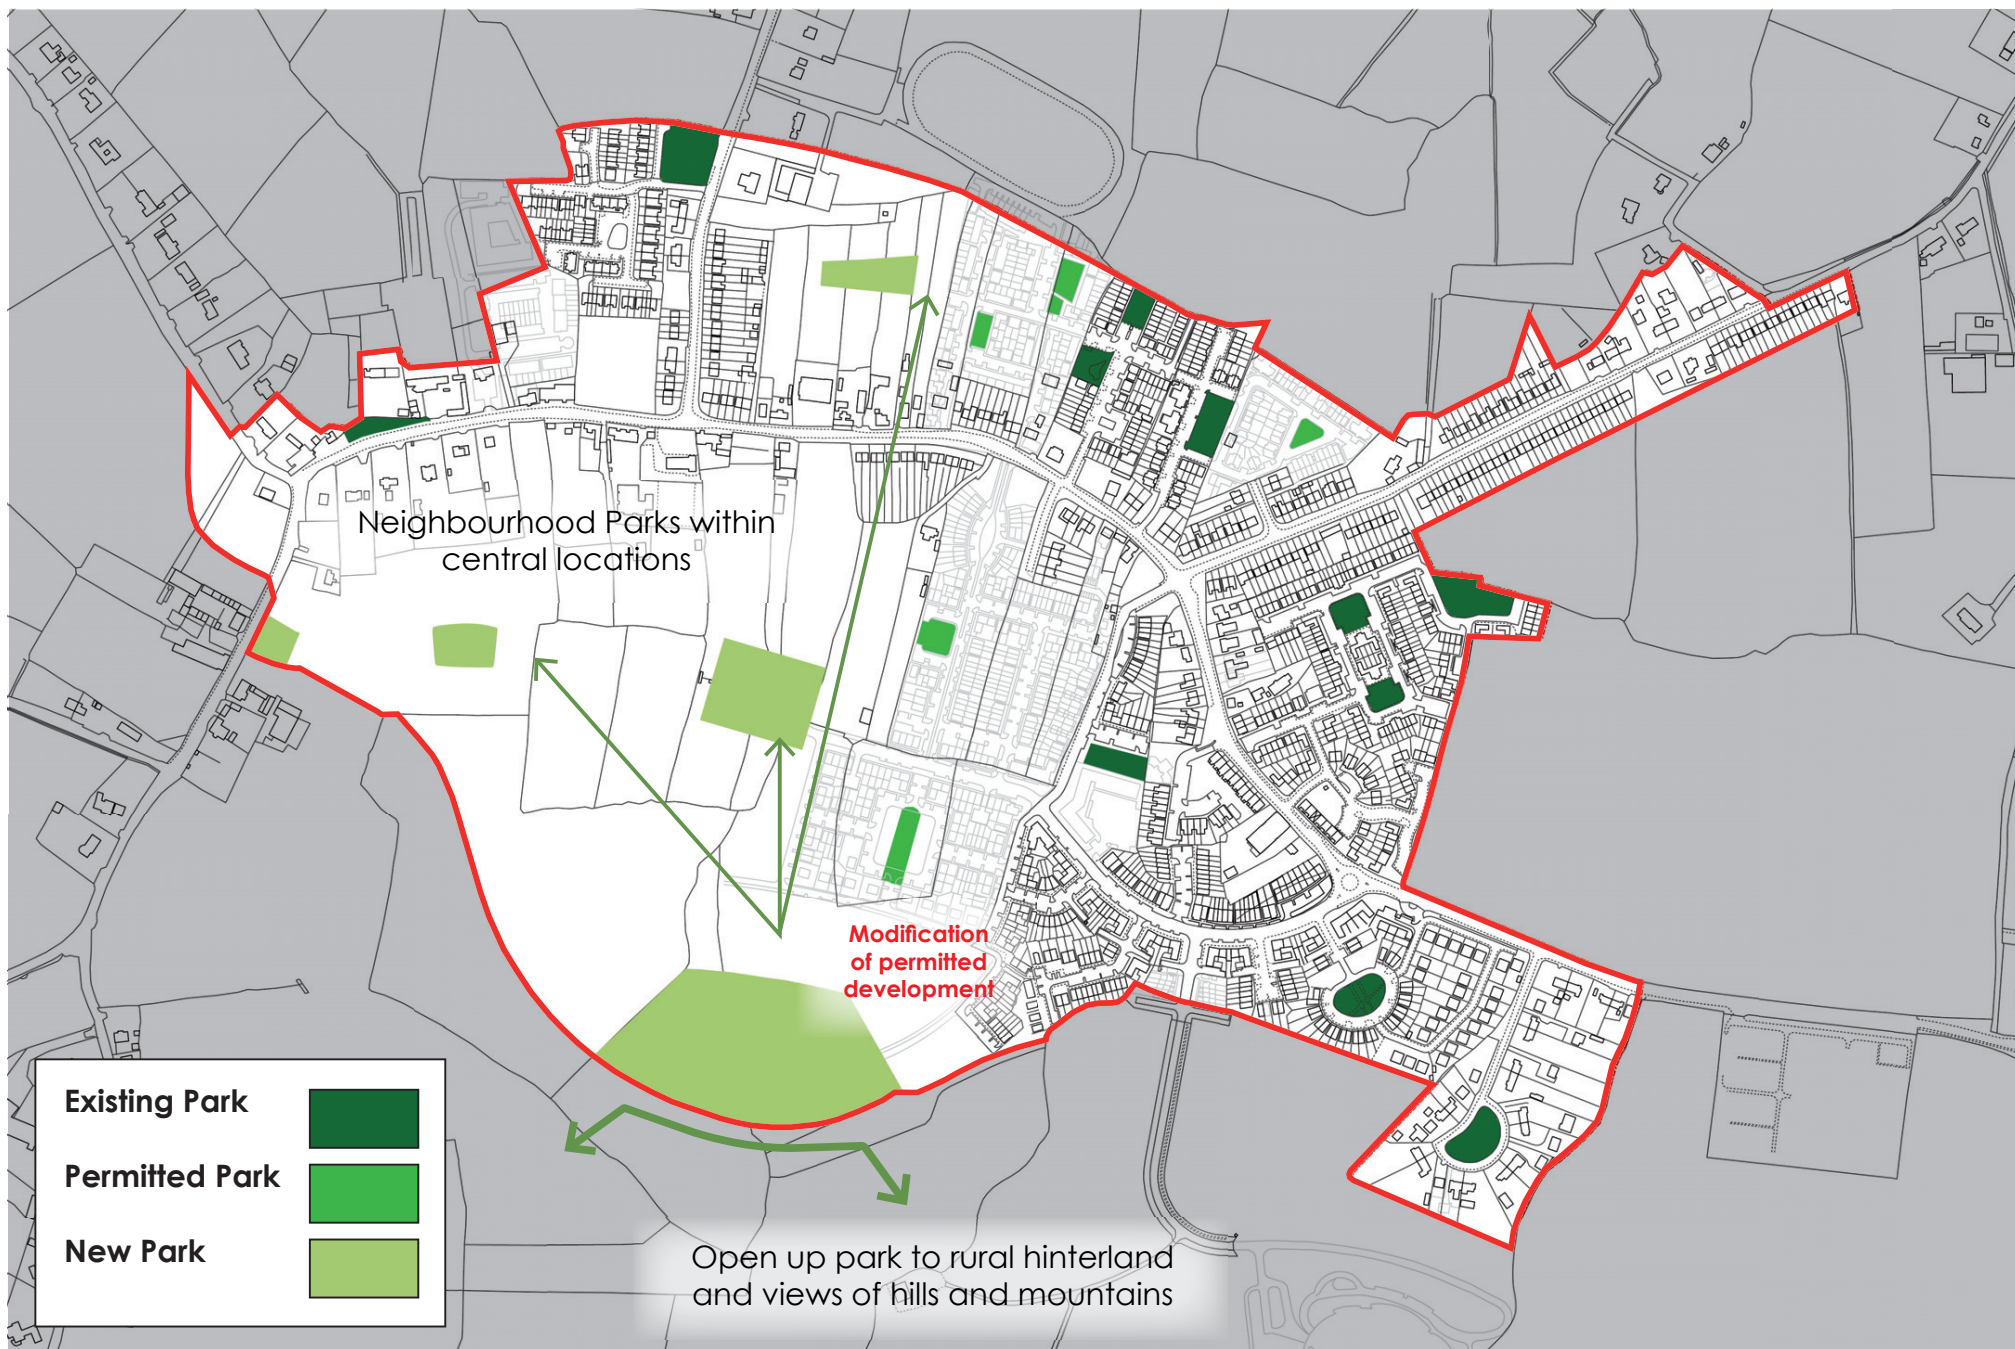 Neighbourhood Parks within
central locations
Modification
of permitted
development
Existing Park
Permitted Park
New Park
Open up park to rural hinterland
and views of hills and mountains